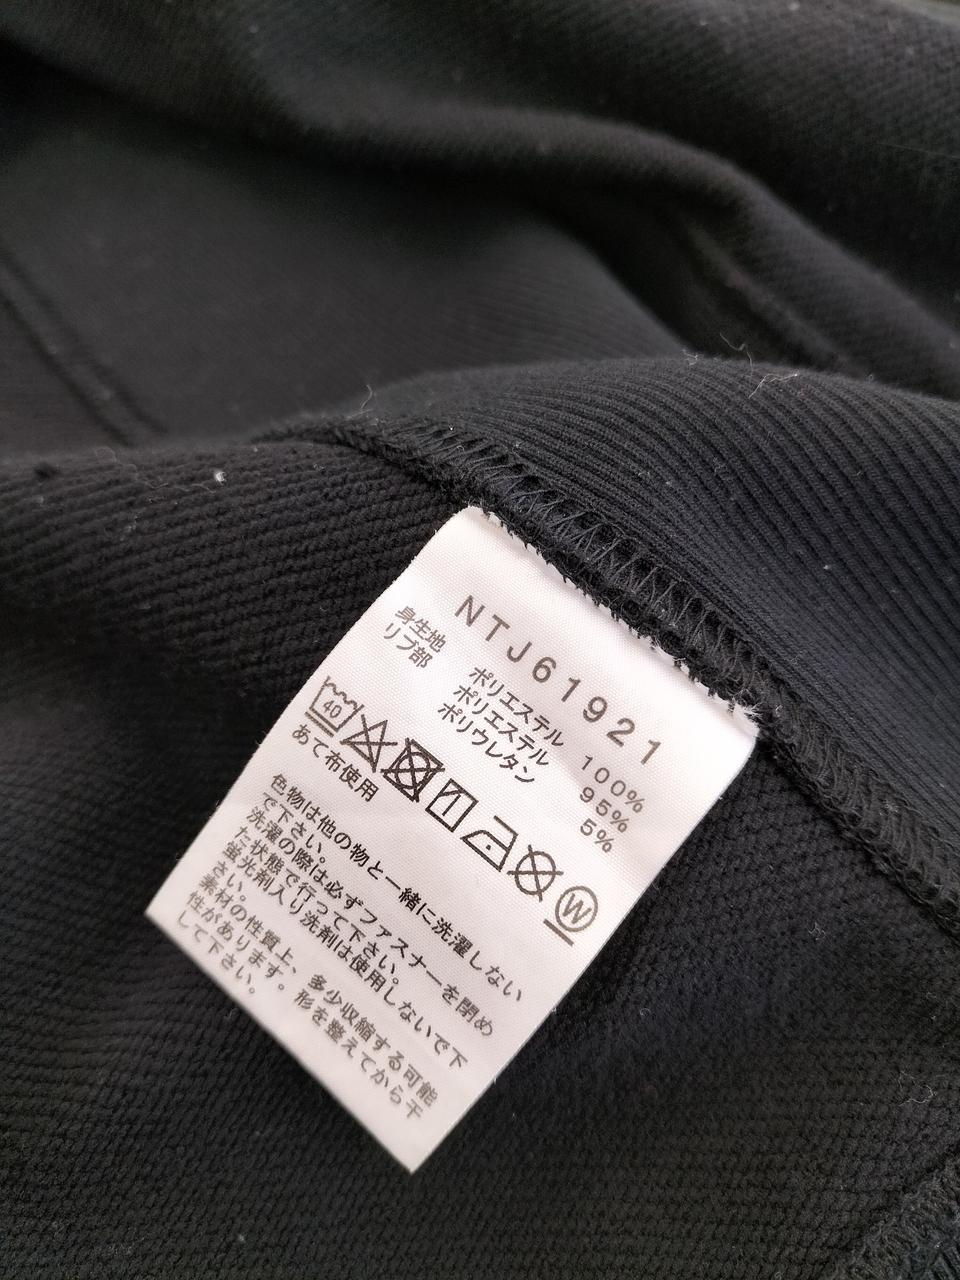 NTJ61921
身生地 ポリエステル 100%
リブ部 ポリエステル 95%
ポリウレタン 5%
40
W
あて布使用
色物は他の物と一緒に洗濯しない
で下さい。
洗濯の際は必ずファスナーを閉め
た状態で行って下さい。
蛍光剤入り洗剤は使用しないで下
さい。
素材の性質上、多少収縮する可能
性があります。形を整えてから干
して下さい。